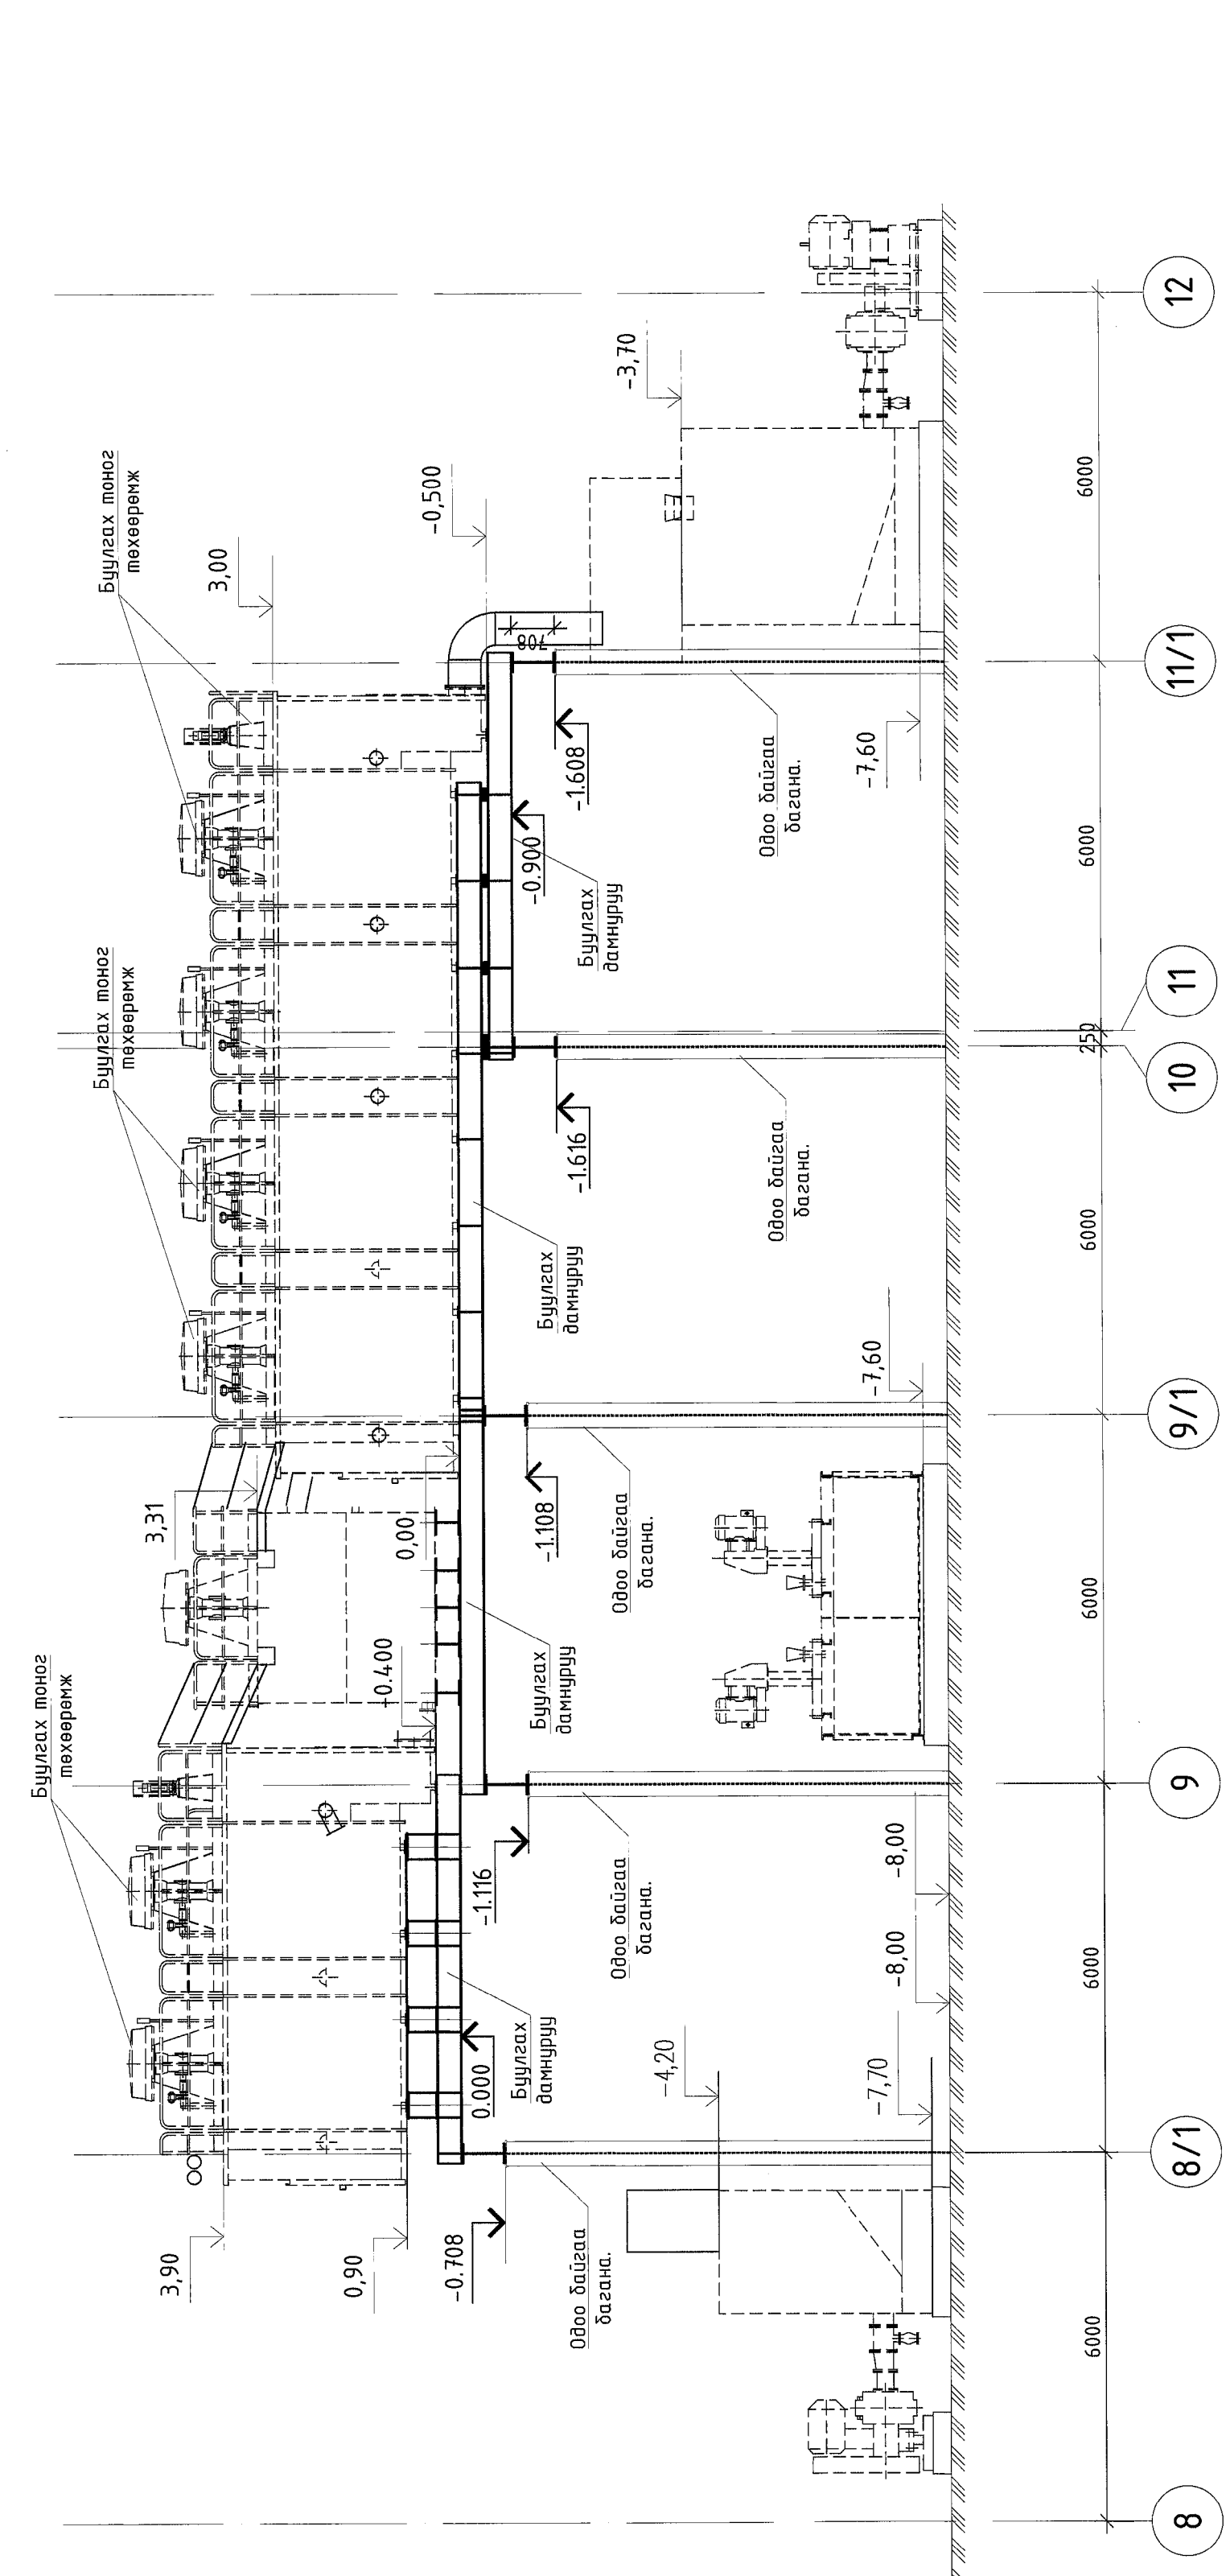 Буулгах тоног
төхөөрөмж
Буулгах тоног
төхөөрөмж
Буулгах тоног
төхөөрөмж
3,90
0,90
3,31
3,00
+0.400
0,00
0.000
-0,500
-0.708
-1.116
-1.108
-1.616
-0.900
-1.608
708
Буулгах
дамнуруу
Буулгах
дамнуруу
Буулгах
дамнуруу
Буулгах
дамнуруу
Одоо байгаа
багана.
Одоо байгаа
багана.
Одоо байгаа
багана.
Одоо байгаа
багана.
Одоо байгаа
багана.
-4,20
-7,70
-8,00
-8,00
-7,60
-7,60
-3,70
6000
6000
6000
6000
250
6000
6000
8
8/1
9
9/1
10
11
11/1
12